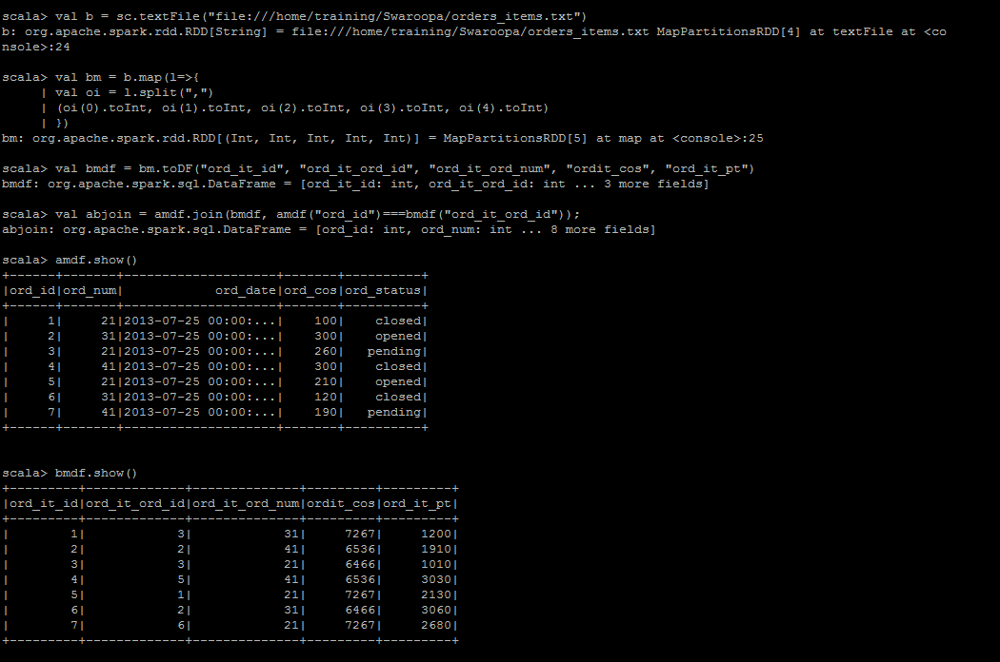 scala> val b = sc.textFile("file:///home/training/Swaroopa/orders_items.txt")
b: org.apache.spark.rdd.RDD[String] = file:///home/training/Swaroopa/orders_items.txt MapPartitionsRDD[4] at textFile at <co
nsole>:24
scala> val bm = b.map(l=>{
     | val oi = l.split(",")
     | (oi(0).toInt, oi(1).toInt, oi(2).toInt, oi(3).toInt, oi(4).toInt)
     | })
bm: org.apache.spark.rdd.RDD[(Int, Int, Int, Int, Int)] = MapPartitionsRDD[5] at map at <console>:25
scala> val bmdf = bm.toDF("ord_it_id", "ord_it_ord_id", "ord_it_ord_num", "ordit_cos", "ord_it_pt")
bmdf: org.apache.spark.sql.DataFrame = [ord_it_id: int, ord_it_ord_id: int ... 3 more fields]
scala> val abjoin = amdf.join(bmdf, amdf("ord_id")===bmdf("ord_it_ord_id"));
abjoin: org.apache.spark.sql.DataFrame = [ord_id: int, ord_num: int ... 8 more fields]
scala> amdf.show()
+------+-------+--------------------+-------+----------+
|ord_id|ord_num|            ord_date|ord_cos|ord_status|
+------+-------+--------------------+-------+----------+
|     1|     21|2013-07-25 00:00:...|    100|    closed|
|     2|     31|2013-07-25 00:00:...|    300|    opened|
|     3|     21|2013-07-25 00:00:...|    260|   pending|
|     4|     41|2013-07-25 00:00:...|    300|    closed|
|     5|     21|2013-07-25 00:00:...|    210|    opened|
|     6|     31|2013-07-25 00:00:...|    120|    closed|
|     7|     41|2013-07-25 00:00:...|    190|   pending|
+------+-------+--------------------+-------+----------+
scala> bmdf.show()
+---------+-------------+--------------+---------+---------+
|ord_it_id|ord_it_ord_id|ord_it_ord_num|ordit_cos|ord_it_pt|
+---------+-------------+--------------+---------+---------+
|        1|            3|            31|     7267|     1200|
|        2|            2|            41|     6536|     1910|
|        3|            3|            21|     6466|     1010|
|        4|            5|            41|     6536|     3030|
|        5|            1|            21|     7267|     2130|
|        6|            2|            31|     6466|     3060|
|        7|            6|            21|     7267|     2680|
+---------+-------------+--------------+---------+---------+